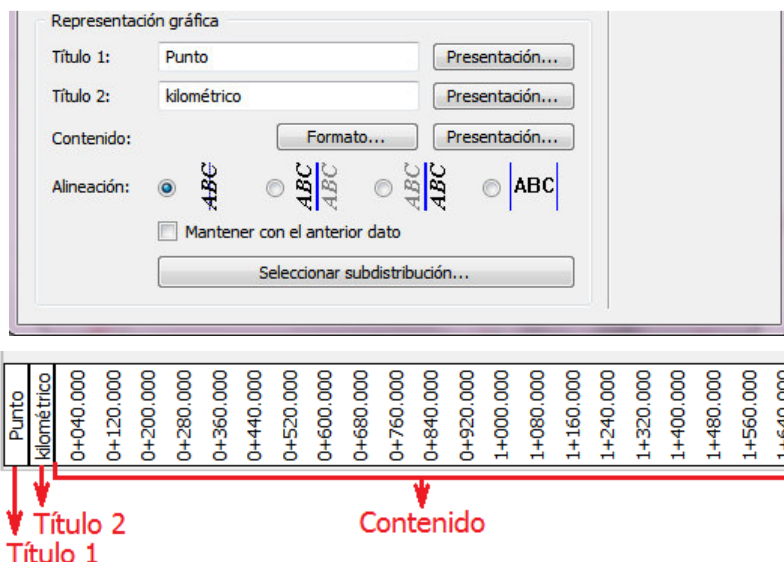 Representación gráfica
Título 1: Punto Presentación...
Título 2: kilométrico Presentación...
Contenido: Formato... Presentación...
Alineación: ABC ABC ABC ABC ABC ABC
Mantener con el anterior dato
Seleccionar subdistribución...
Punto
kilométrico
0+040.000
0+120.000
0+200.000
0+280.000
0+360.000
0+440.000
0+520.000
0+600.000
0+680.000
0+760.000
0+840.000
0+920.000
1+000.000
1+080.000
1+160.000
1+240.000
1+320.000
1+400.000
1+480.000
1+560.000
1+640.000
Título 2 Contenido
Título 1